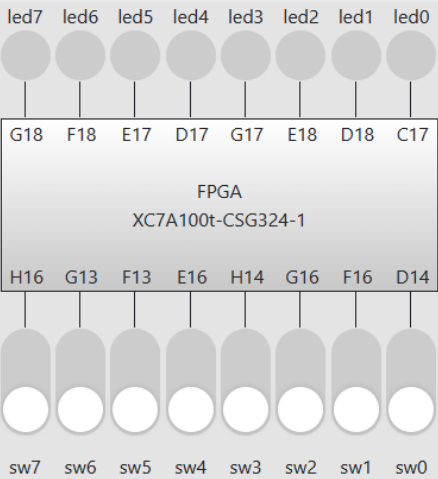 led7 led6 led5 led4 led3 led2 led1 led0
G18 F18 E17 D17 G17 E18 D18 C17
FPGA
XC7A100t-CSG324-1
H16 G13 F13 E16 H14 G16 F16 D14
sw7 sw6 sw5 sw4 sw3 sw2 sw1 sw0